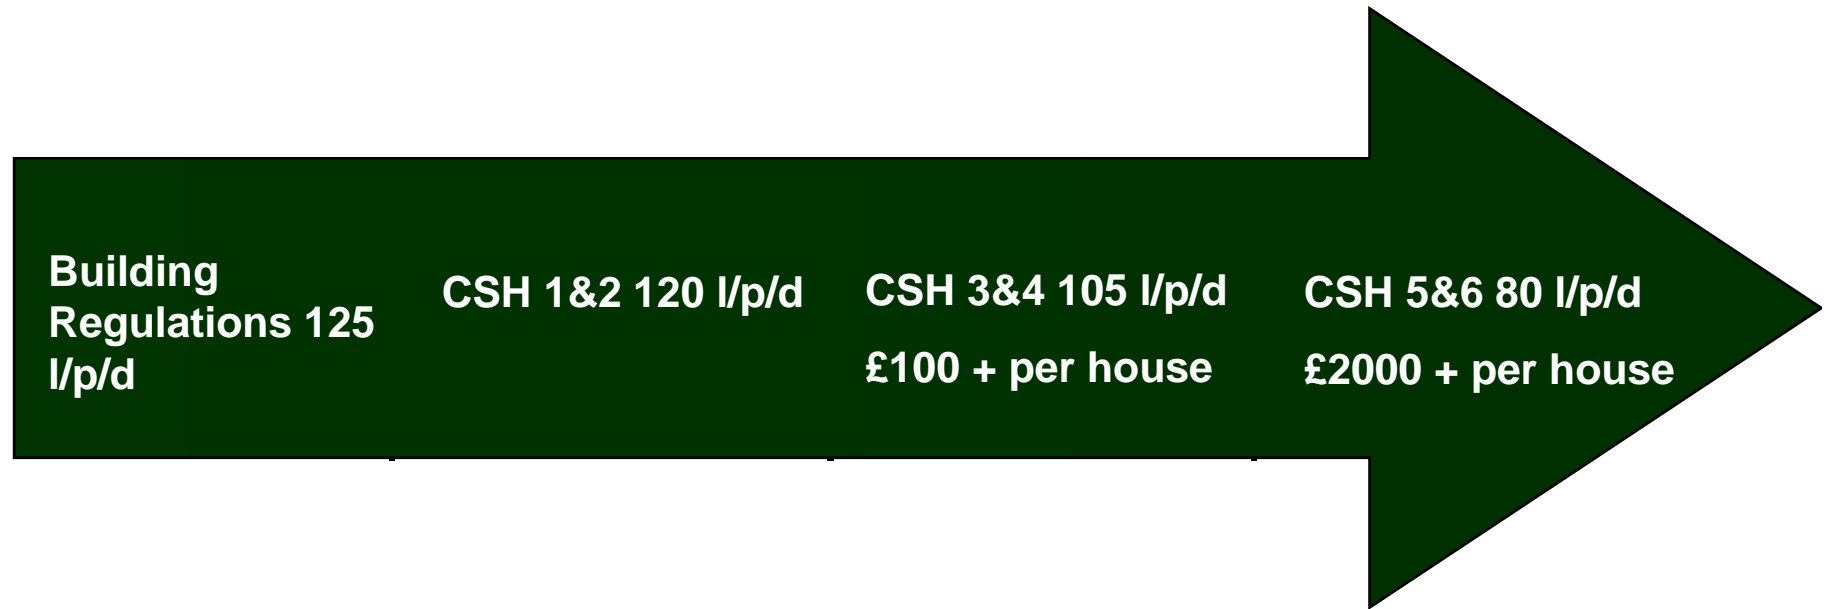 Building
Regulations 125
l/p/d
CSH 1&2 120 l/p/d
CSH 3&4 105 l/p/d
£100 + per house
CSH 5&6 80 l/p/d
£2000 + per house